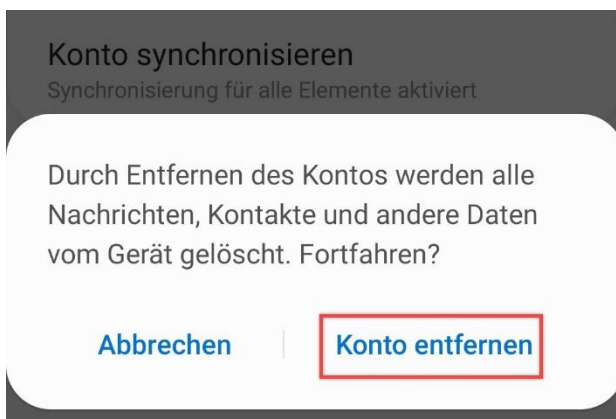 Konto synchronisieren
Synchronisierung für alle Elemente aktiviert
Durch Entfernen des Kontos werden alle
Nachrichten, Kontakte und andere Daten
vom Gerät gelöscht. Fortfahren?
Abbrechen
Konto entfernen